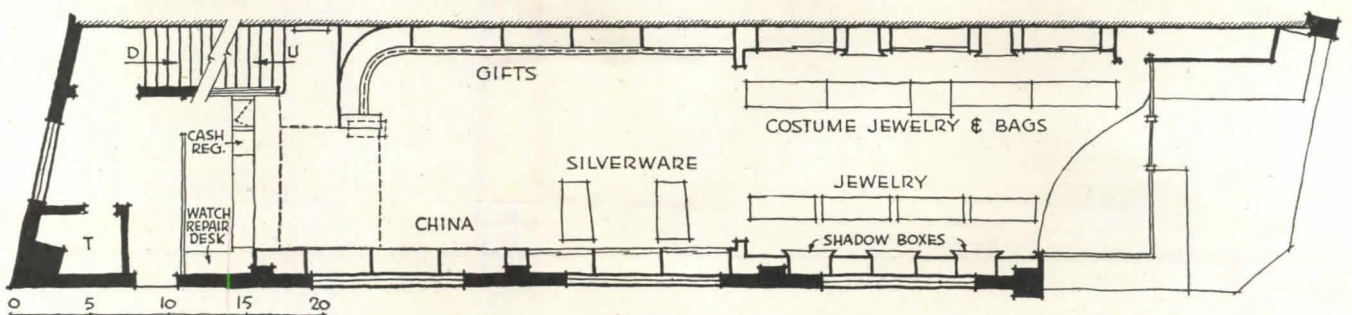 D
U
GIFTS
COSTUME JEWELRY & BAGS
CASH
REG.
SILVERWARE
JEWELRY
WATCH
REPAIR
DESK
T
CHINA
SHADOW BOXES
0 5 10 15 20